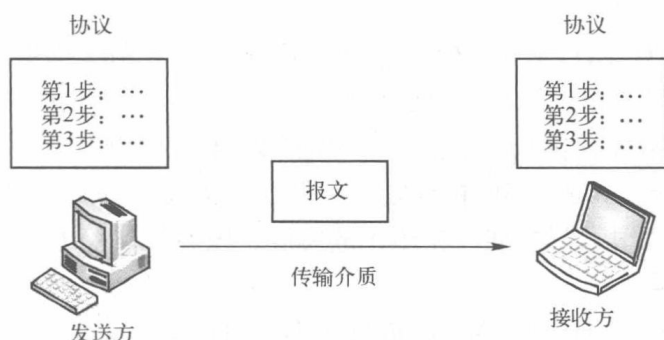 协议
协议
第1步：…
第2步：…
第3步：…
第1步：…
第2步：…
第3步：…
报文
传输介质
发送方
接收方